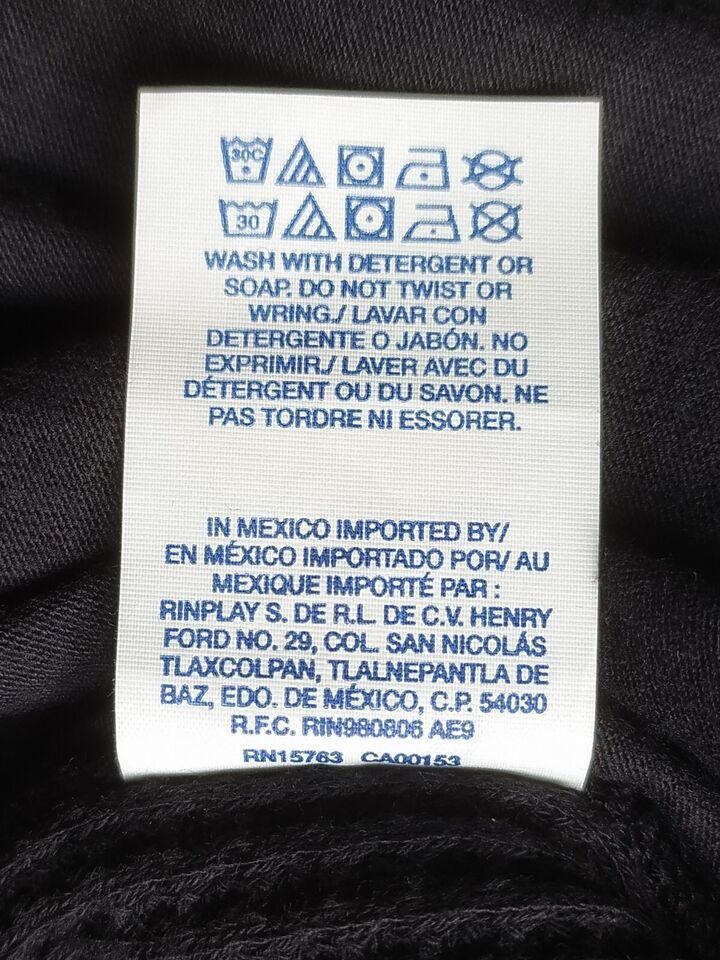 30C
30
WASH WITH DETERGENT OR
SOAP. DO NOT TWIST OR
WRING./ LAVAR CON
DETERGENTE O JABÓN. NO
EXPRIMIR./ LAVER AVEC DU
DÉTERGENT OU DU SAVON. NE
PAS TORDRE NI ESSORER.
IN MEXICO IMPORTED BY/
EN MÉXICO IMPORTADO POR/ AU
MEXIQUE IMPORTÉ PAR :
RINPLAY S. DE R.L. DE C.V. HENRY
FORD NO. 29, COL. SAN NICOLÁS
TLAXCOLPAN, TLALNEPANTLA DE
BAZ, EDO. DE MÉXICO, C.P. 54030
R.F.C. RIN980806 AE9
RN15763 CA00153